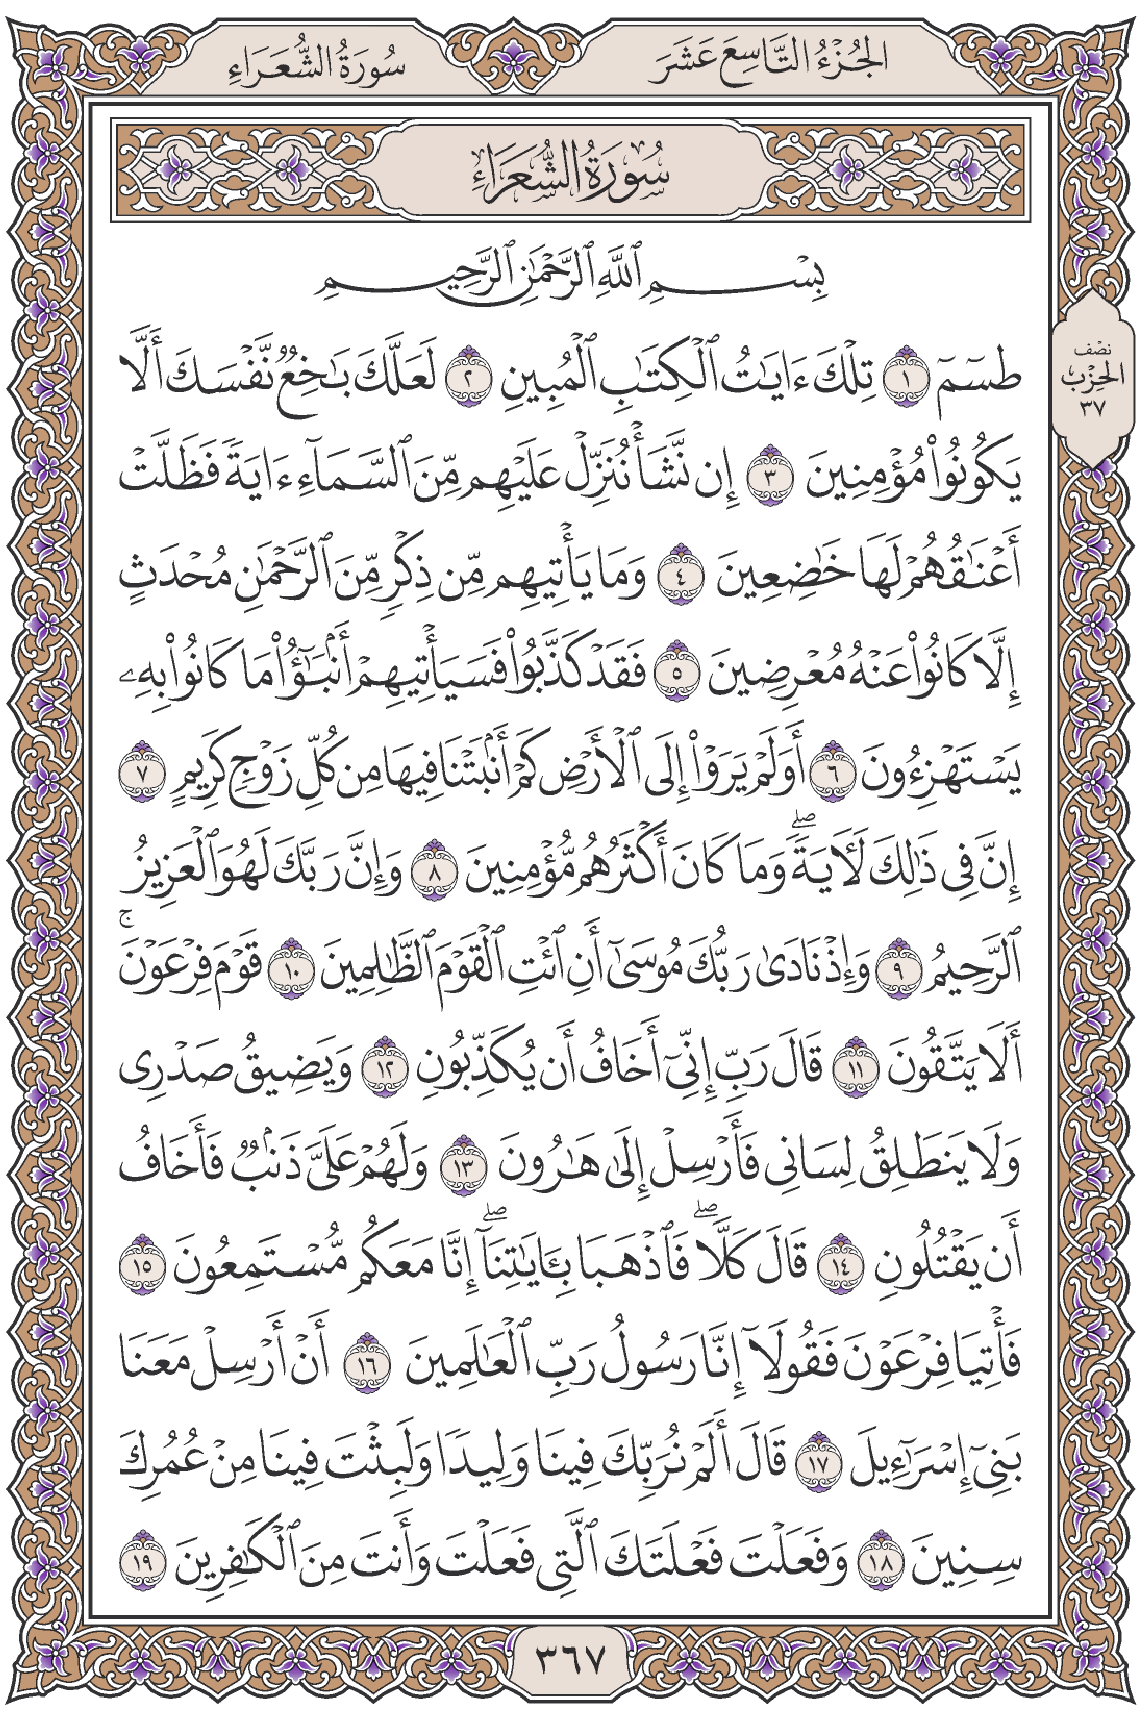 الجُزْءُ التَّاسِعَ عَشَرَ
سُورَةُ الشُّعَرَاءِ
سُورَةُ الشُّعَرَاءِ
نصف
الحزب
٣٧
بِسْمِ ٱللَّهِ ٱلرَّحْمَٰنِ ٱلرَّحِيمِ
طسٓمٓ ١ تِلْكَ ءَايَٰتُ ٱلْكِتَٰبِ ٱلْمُبِينِ ٢ لَعَلَّكَ بَٰخِعٌ نَّفْسَكَ أَلَّا
يَكُونُوا۟ مُؤْمِنِينَ ٣ إِن نَّشَأْ نُنَزِّلْ عَلَيْهِم مِّنَ ٱلسَّمَآءِ ءَايَةً فَظَلَّتْ
أَعْنَٰقُهُمْ لَهَا خَٰضِعِينَ ٤ وَمَا يَأْتِيهِم مِّن ذِكْرٍ مِّنَ ٱلرَّحْمَٰنِ مُحْدَثٍ
إِلَّا كَانُوا۟ عَنْهُ مُعْرِضِينَ ٥ فَقَدْ كَذَّبُوا۟ فَسَيَأْتِيهِمْ أَنۢبَٰٓؤُا۟ مَا كَانُوا۟ بِهِۦ
يَسْتَهْزِءُونَ ٦ أَوَلَمْ يَرَوْا۟ إِلَى ٱلْأَرْضِ كَمْ أَنۢبَتْنَا فِيهَا مِن كُلِّ زَوْجٍ كَرِيمٍ ٧
إِنَّ فِى ذَٰلِكَ لَءَايَةً ۖ وَمَا كَانَ أَكْثَرُهُم مُّؤْمِنِينَ ٨ وَإِنَّ رَبَّكَ لَهُوَ ٱلْعَزِيزُ
ٱلرَّحِيمُ ٩ وَإِذْ نَادَىٰ رَبُّكَ مُوسَىٰٓ أَنِ ٱئْتِ ٱلْقَوْمَ ٱلظَّٰلِمِينَ ١٠ قَوْمَ فِرْعَوْنَ ۚ
أَلَا يَتَّقُونَ ١١ قَالَ رَبِّ إِنِّىٓ أَخَافُ أَن يُكَذِّبُونِ ١٢ وَيَضِيقُ صَدْرِى
وَلَا يَنطَلِقُ لِسَانِى فَأَرْسِلْ إِلَىٰ هَٰرُونَ ١٣ وَلَهُمْ عَلَىَّ ذَنۢبٌ فَأَخَافُ
أَن يَقْتُلُونِ ١٤ قَالَ كَلَّا ۖ فَٱذْهَبَا بِـَٔايَٰتِنَآ ۖ إِنَّا مَعَكُم مُّسْتَمِعُونَ ١٥
فَأْتِيَا فِرْعَوْنَ فَقُولَآ إِنَّا رَسُولُ رَبِّ ٱلْعَٰلَمِينَ ١٦ أَنْ أَرْسِلْ مَعَنَا
بَنِىٓ إِسْرَٰٓءِيلَ ١٧ قَالَ أَلَمْ نُرَبِّكَ فِينَا وَلِيدًا وَلَبِثْتَ فِينَا مِنْ عُمُرِكَ
سِنِينَ ١٨ وَفَعَلْتَ فَعْلَتَكَ ٱلَّتِى فَعَلْتَ وَأَنتَ مِنَ ٱلْكَٰفِرِينَ ١٩
٣٦٧